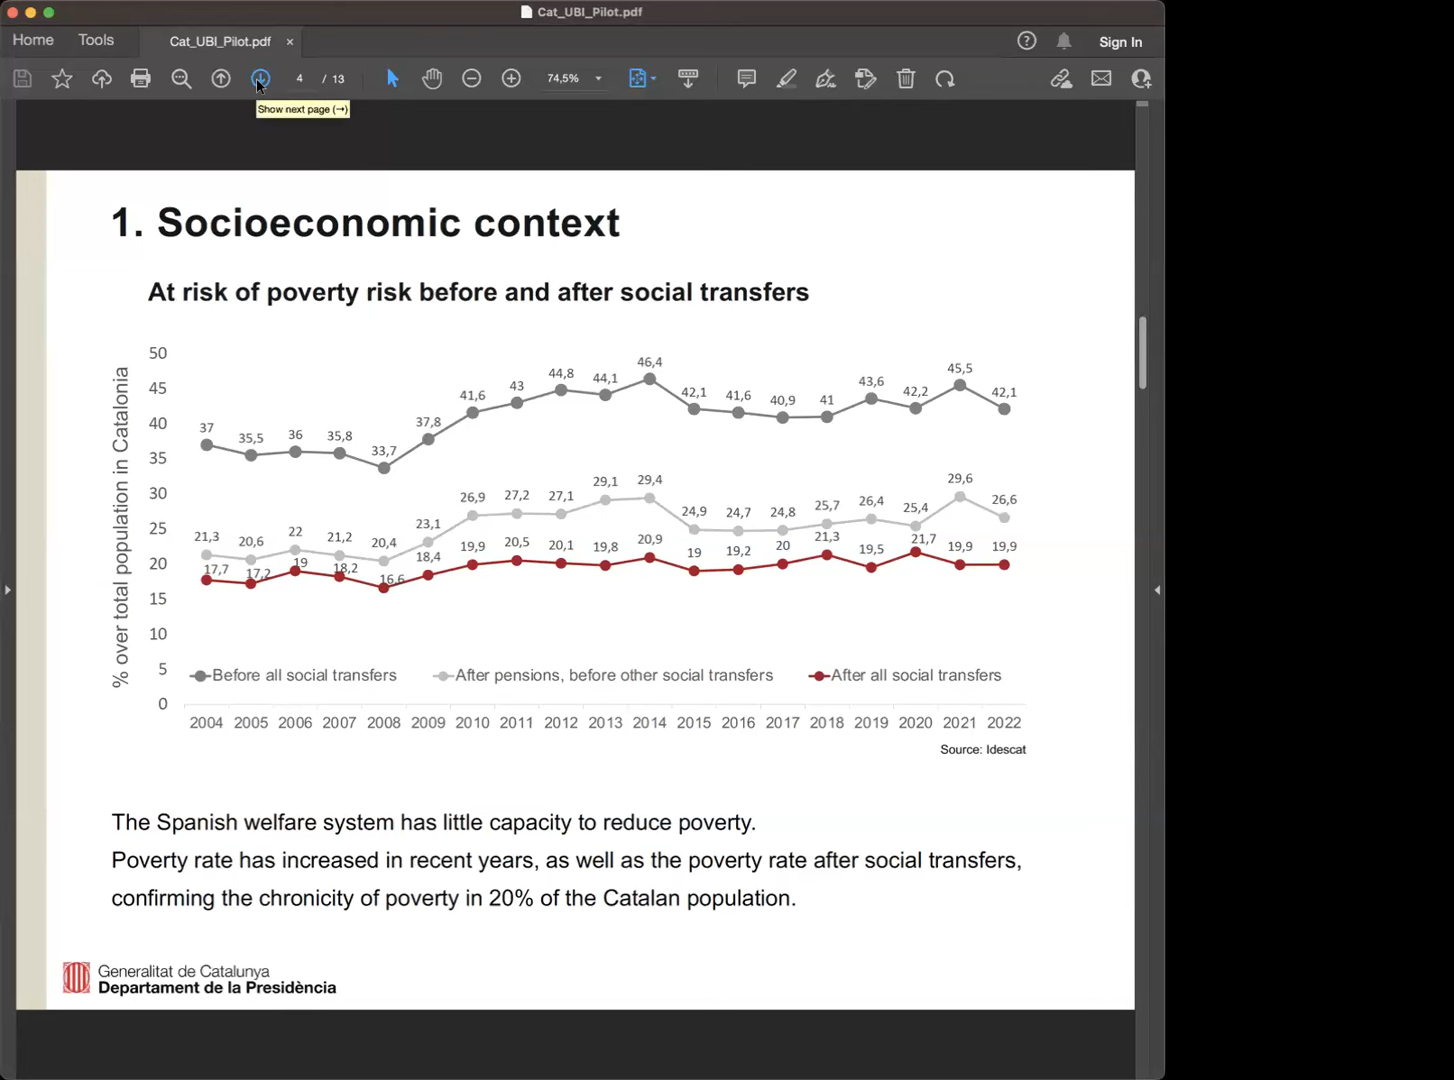 Cat_UBI_Pilot.pdf
Home
Tools
Cat_UBI_Pilot.pdf
×
Sign In
4 / 13
74,5%
Show next page (→)
1. Socioeconomic context
At risk of poverty risk before and after social transfers
% over total population in Catalonia
50
45
40
35
30
25
20
15
10
5
0
37 35,5 36 35,8 33,7 37,8 41,6 43 44,8 44,1 46,4 42,1 41,6 40,9 41 43,6 42,2 45,5 42,1
21,3 20,6 22 21,2 20,4 23,1 26,9 27,2 27,1 29,1 29,4 24,9 24,7 24,8 25,7 26,4 25,4 29,6 26,6
17,7 17,2 19 18,2 16,6 18,4 19,9 20,5 20,1 19,8 20,9 19 19,2 20 21,3 19,5 21,7 19,9 19,9
Before all social transfers After pensions, before other social transfers After all social transfers
2004 2005 2006 2007 2008 2009 2010 2011 2012 2013 2014 2015 2016 2017 2018 2019 2020 2021 2022
Source: Idescat
The Spanish welfare system has little capacity to reduce poverty.
Poverty rate has increased in recent years, as well as the poverty rate after social transfers,
confirming the chronicity of poverty in 20% of the Catalan population.
Generalitat de Catalunya
Departament de la Presidència